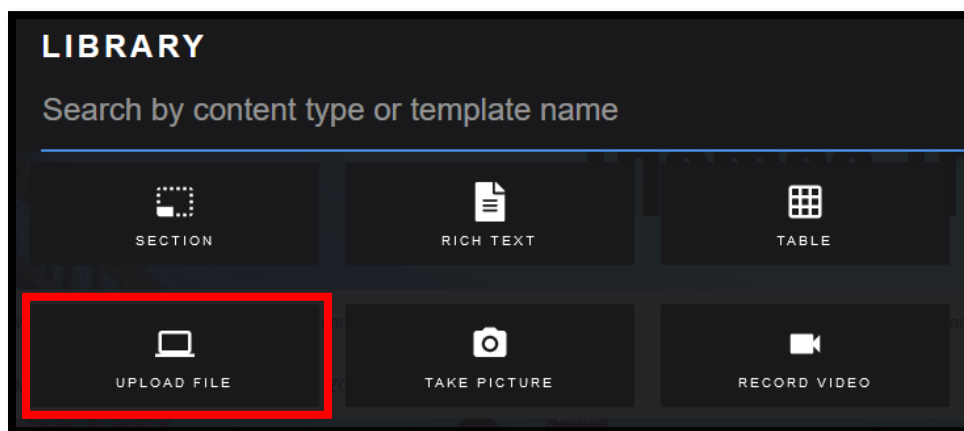 LIBRARY
Search by content type or template name
SECTION RICH TEXT TABLE
UPLOAD FILE TAKE PICTURE RECORD VIDEO